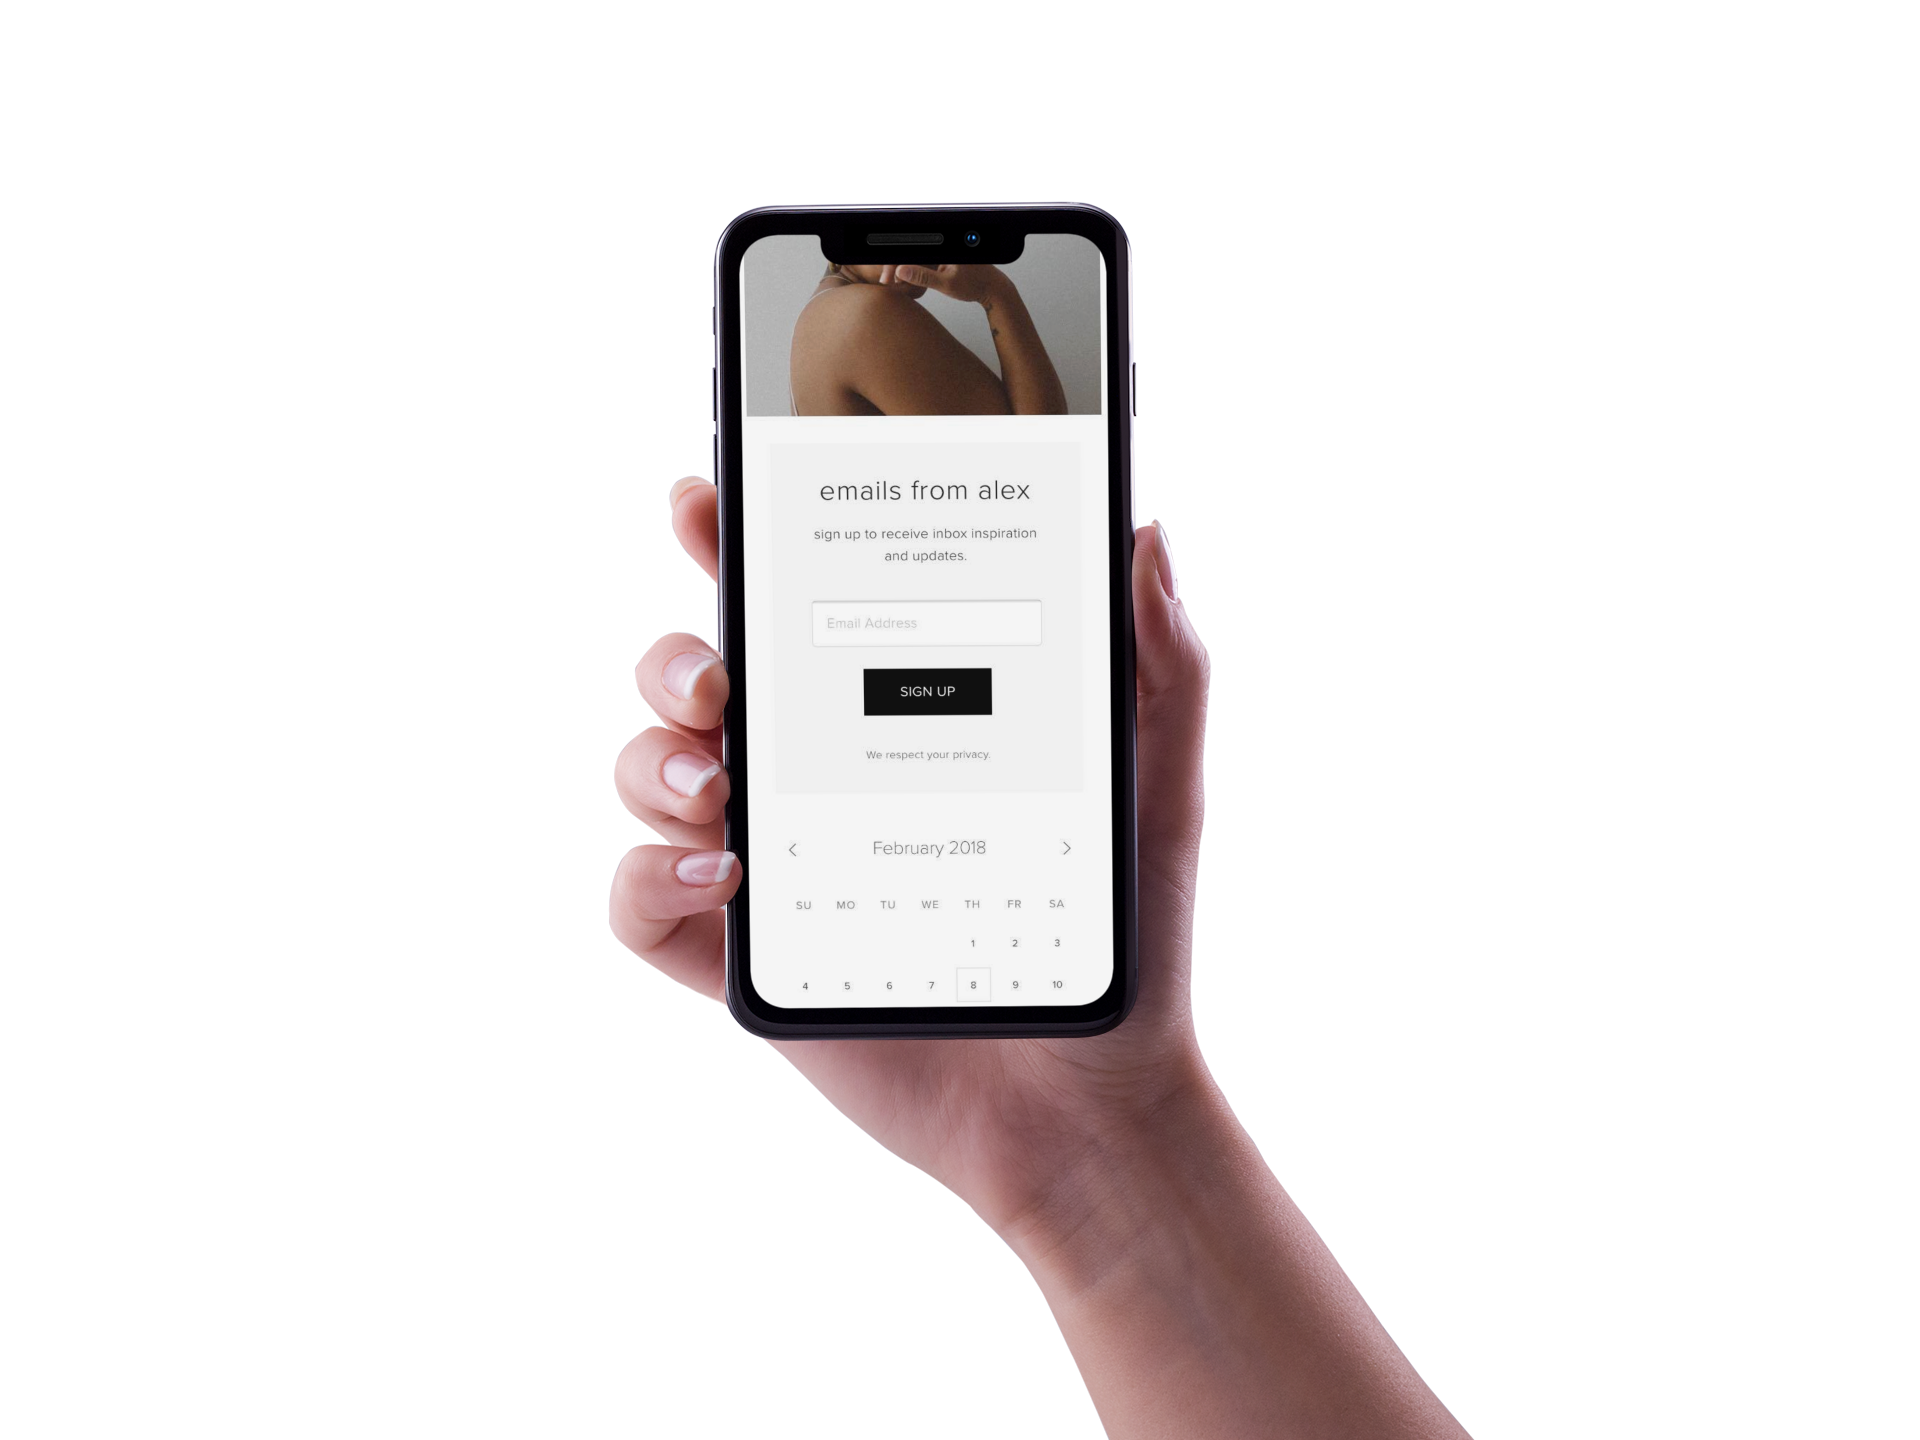 emails from alex
sign up to receive inbox inspiration
and updates.
Email Address
SIGN UP
We respect your privacy.
February 2018
SU MO TU WE TH FR SA
1 2 3
4 5 6 7 8 9 10